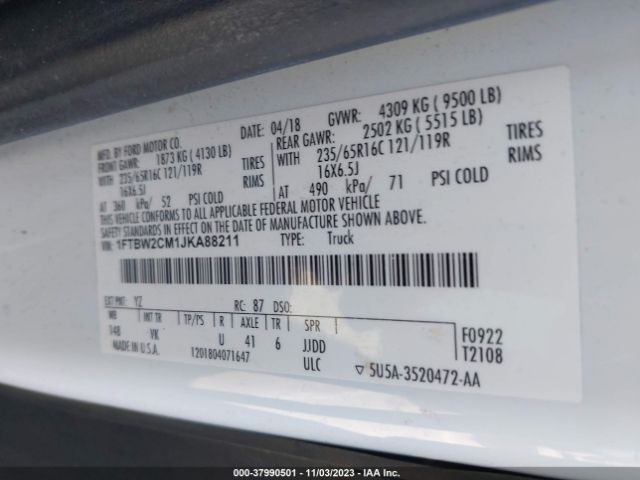 MFD. BY FORD MOTOR CO.
DATE: 04/18 GVWR: 4309 KG ( 9500 LB)
FRONT GAWR: 1873 KG ( 4130 LB)
REAR GAWR: 2502 KG ( 5515 LB)
WITH 235/65R16C 121/119R TIRES
16X6.5J RIMS
AT 360 kPa/ 52 PSI COLD
WITH 235/65R16C 121/119R TIRES
16X6.5J RIMS
AT 490 kPa/ 71 PSI COLD
THIS VEHICLE CONFORMS TO ALL APPLICABLE FEDERAL MOTOR VEHICLE
SAFETY STANDARDS IN EFFECT ON THE DATE OF MANUFACTURE SHOWN ABOVE.
VIN: 1FTBW2CM1JKA88211 TYPE: Truck
EXT PNT: YZ RC: 87 DSO:
WB INT TR TP/PS R AXLE TR SPR
148 VK U 41 6 JJDD
MADE IN U.S.A. 1201804071647 ULC
F0922
T2108
▽ 5U5A-3520472-AA
000-37990501 - 11/03/2023 - IAA Inc.